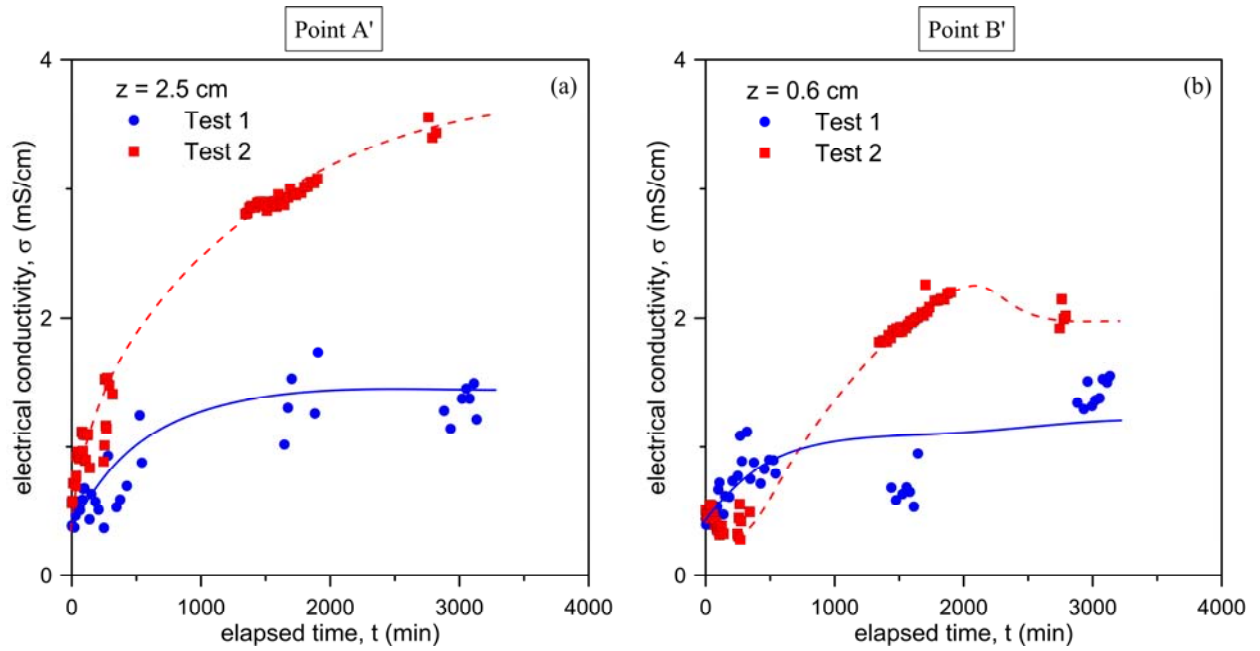 Point A'
4
3
2
1
0
electrical conductivity, σ (mS/cm)
z = 2.5 cm
Test 1
Test 2
(a)
0
1000
2000
3000
4000
elapsed time, t (min)
Point B'
4
2
0
electrical conductivity, σ (mS/cm)
z = 0.6 cm
Test 1
Test 2
(b)
0
1000
2000
3000
4000
elapsed time, t (min)